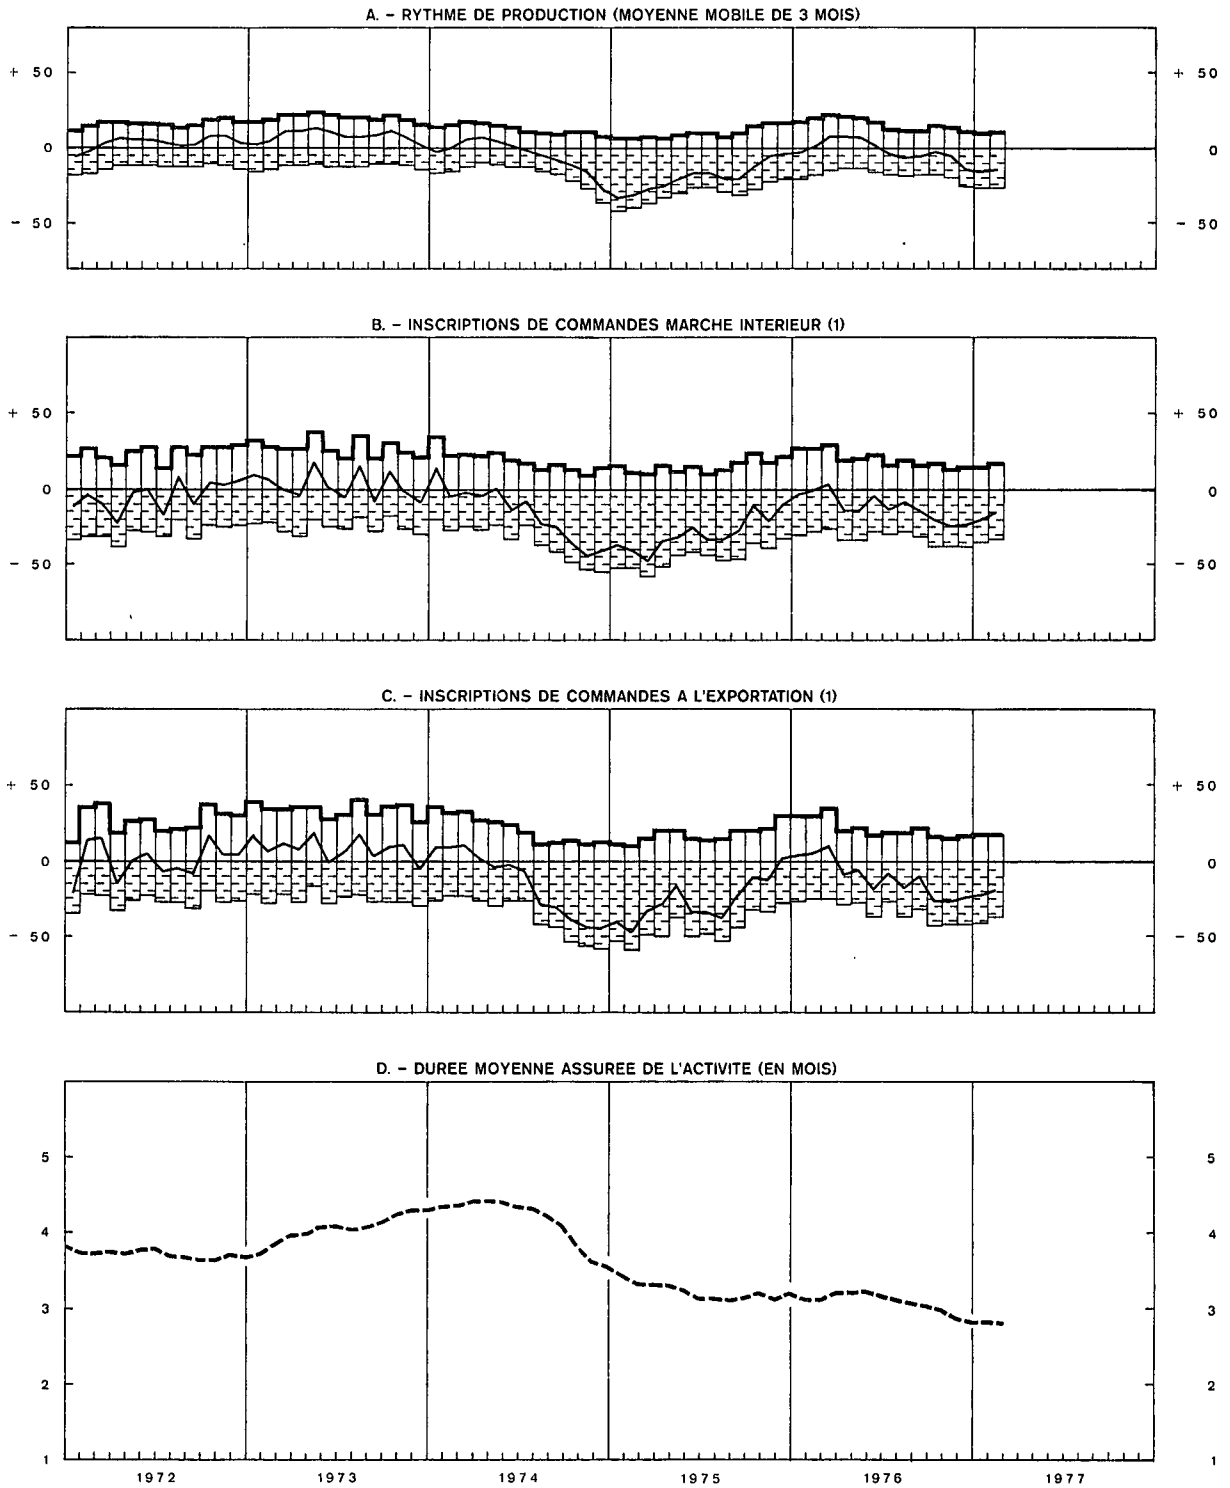 A. – RYTHME DE PRODUCTION (MOYENNE MOBILE DE 3 MOIS)
+ 50 + 50
0 0
– 50 – 50
B. – INSCRIPTIONS DE COMMANDES MARCHE INTERIEUR (1)
+ 50 + 50
0 0
– 50 – 50
C. – INSCRIPTIONS DE COMMANDES A L'EXPORTATION (1)
+ 50 + 50
0 0
– 50 – 50
D. – DUREE MOYENNE ASSUREE DE L'ACTIVITE (EN MOIS)
5 5
4 4
3 3
2 2
1 1
1972 1973 1974 1975 1976 1977